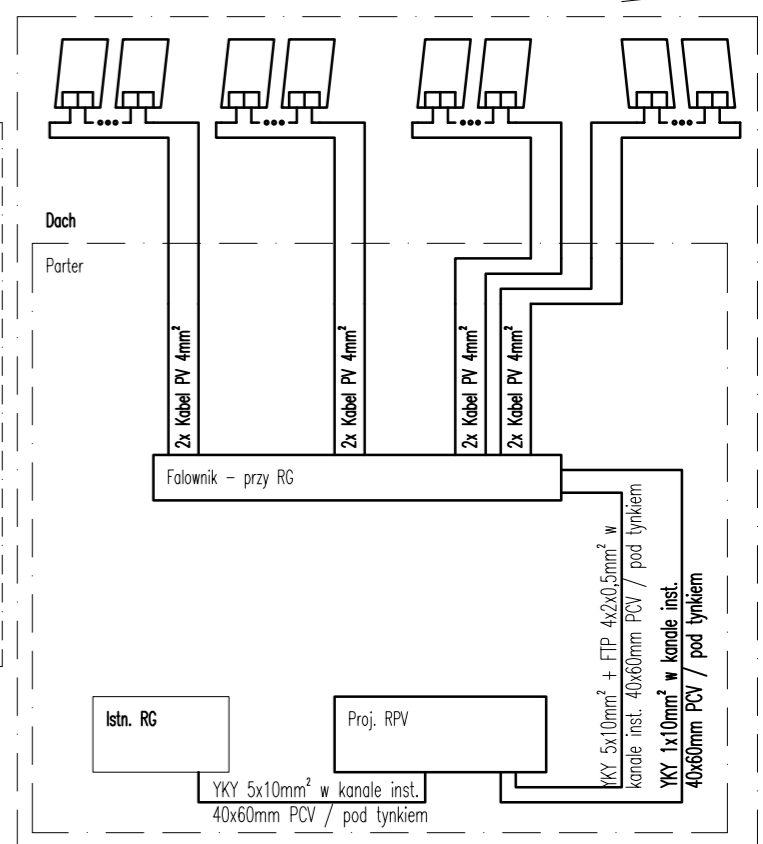 Dach
Parter
2x Kabel PV 4mm²
2x Kabel PV 4mm²
2x Kabel PV 4mm²
2x Kabel PV 4mm²
Falownik – przy RG
YKY 5x10mm² + FTP 4x2x0,5mm² w
kanale inst. 40x60mm PCV / pod tynkiem
YKY 1x10mm² w kanale inst.
40x60mm PCV / pod tynkiem
Istn. RG
Proj. RPV
YKY 5x10mm² w kanale inst.
40x60mm PCV / pod tynkiem